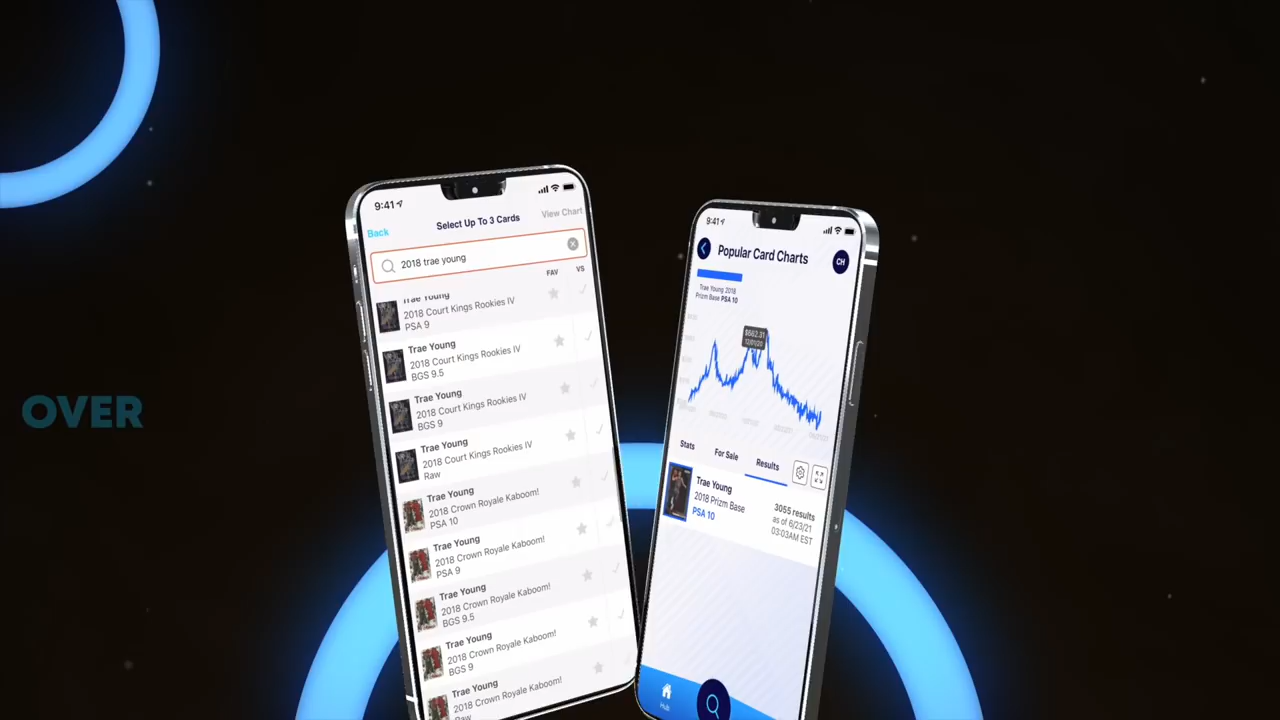 OVER
9:41
Back
Select Up To 3 Cards
View Chart
2018 trae young
FAV
VS
Trae Young
2018 Court Kings Rookies IV
PSA 9
Trae Young
2018 Court Kings Rookies IV
BGS 9.5
Trae Young
2018 Court Kings Rookies IV
BGS 9
Trae Young
2018 Court Kings Rookies IV
Raw
Trae Young
2018 Crown Royale Kaboom!
PSA 10
Trae Young
2018 Crown Royale Kaboom!
PSA 9
Trae Young
2018 Crown Royale Kaboom!
BGS 9.5
Trae Young
2018 Crown Royale Kaboom!
BGS 9
Trae Young
2018 Crown Royale Kaboom!
Raw
9:41
Popular Card Charts
CH
Trae Young 2018
Prizm Base PSA 10
$662.31
Stats
For Sale
Results
Trae Young
2018 Prizm Base
PSA 10
3055 results
as of 6/23/21
03:03AM EST
Hub